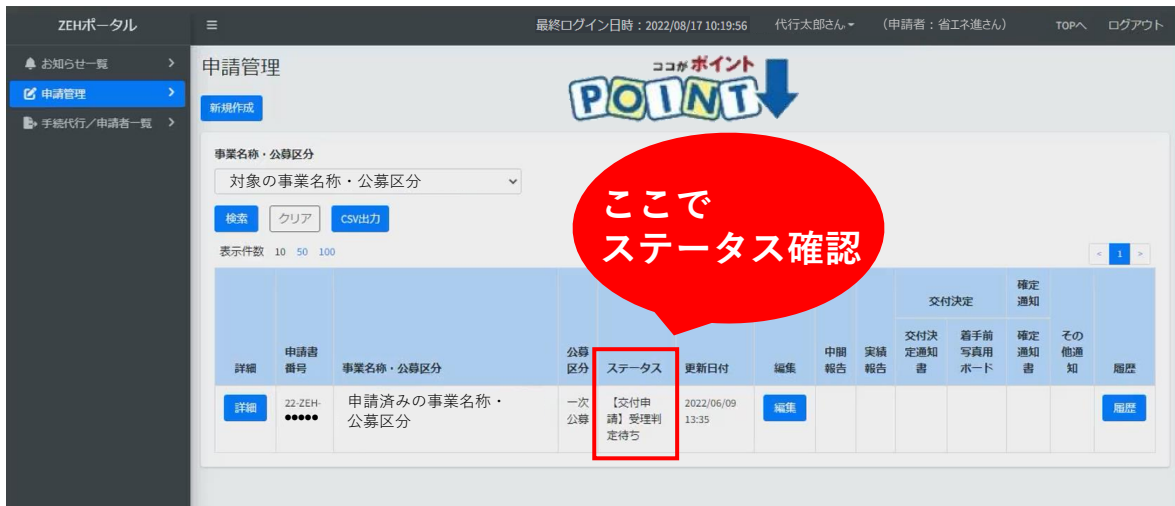 ZEHポータル
最終ログイン日時：2022/08/17 10:19:56
代行太郎さん
（申請者：省エネ進さん）
TOPへ
ログアウト
お知らせ一覧
申請管理
手続代行／申請者一覧
申請管理
新規作成
ココがポイント
POINT
事業名称・公募区分
対象の事業名称・公募区分
検索
クリア
CSV出力
表示件数 10 50 100
ここで
ステータス確認
< 1 >
交付決定
確定
通知
詳細
申請書
番号
事業名称・公募区分
公募
区分
ステータス
更新日付
編集
中間
報告
実績
報告
交付決
定通知
書
着手前
写真用
ボード
確定
通知
書
その
他通
知
履歴
詳細
22-ZEH-
●●●●●
申請済みの事業名称・
公募区分
一次
公募
【交付申
請】受理判
定待ち
2022/06/09
13:35
編集
履歴